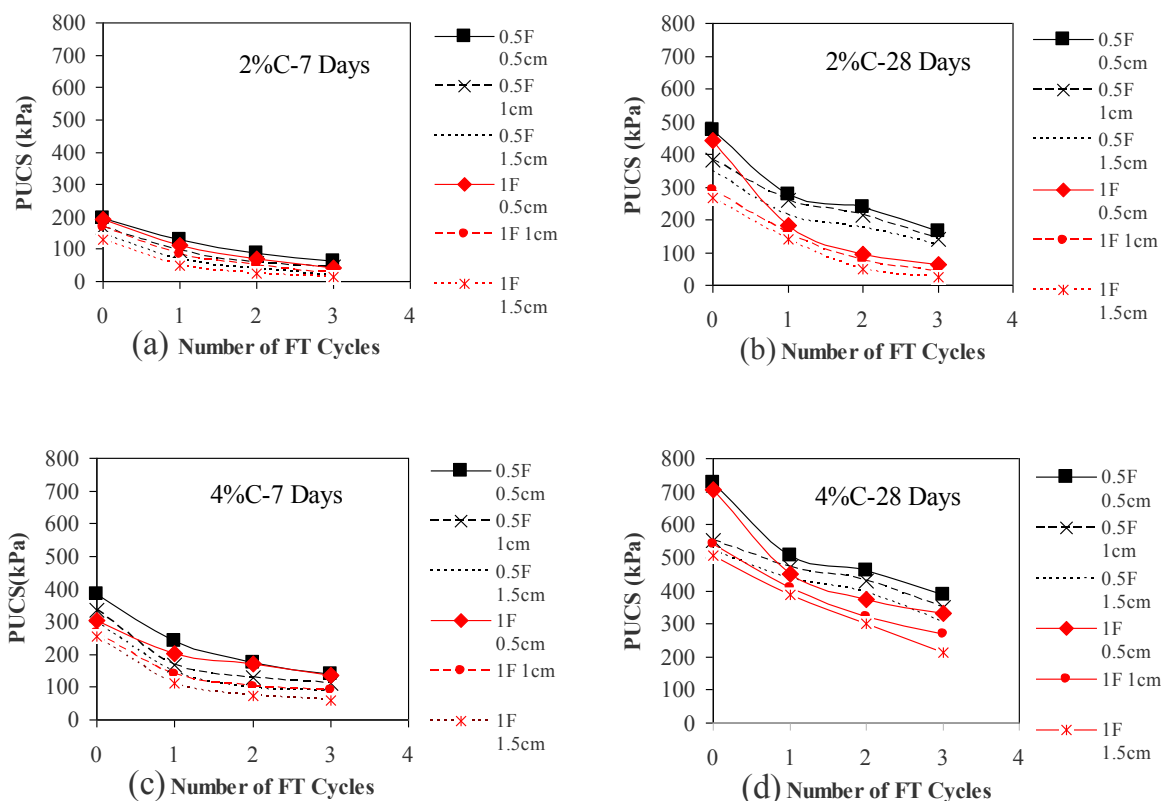 800
700
600
500
400
300
200
100
0
PUCS (kPa)
2%C-7 Days
0 1 2 3 4
(a) Number of FT Cycles
0.5F
0.5cm
0.5F
1cm
0.5F
1.5cm
1F
0.5cm
1F 1cm
1F
1.5cm
800
700
600
500
400
300
200
100
0
PUCS (kPa)
2%C-28 Days
0 1 2 3 4
(b) Number of FT Cycles
0.5F
0.5cm
0.5F
1cm
0.5F
1.5cm
1F
0.5cm
1F 1cm
1F
1.5cm
800
700
600
500
400
300
200
100
0
PUCS(kPa)
4%C-7 Days
0 1 2 3 4
(c) Number of FT Cycles
0.5F
0.5cm
0.5F
1cm
0.5F
1.5cm
1F
0.5cm
1F 1cm
1F
1.5cm
800
700
600
500
400
300
200
100
0
PUCS (kPa)
4%C-28 Days
0 1 2 3 4
(d) Number of FT Cycles
0.5F
0.5cm
0.5F
1cm
0.5F
1.5cm
1F
0.5cm
1F 1cm
1F
1.5cm